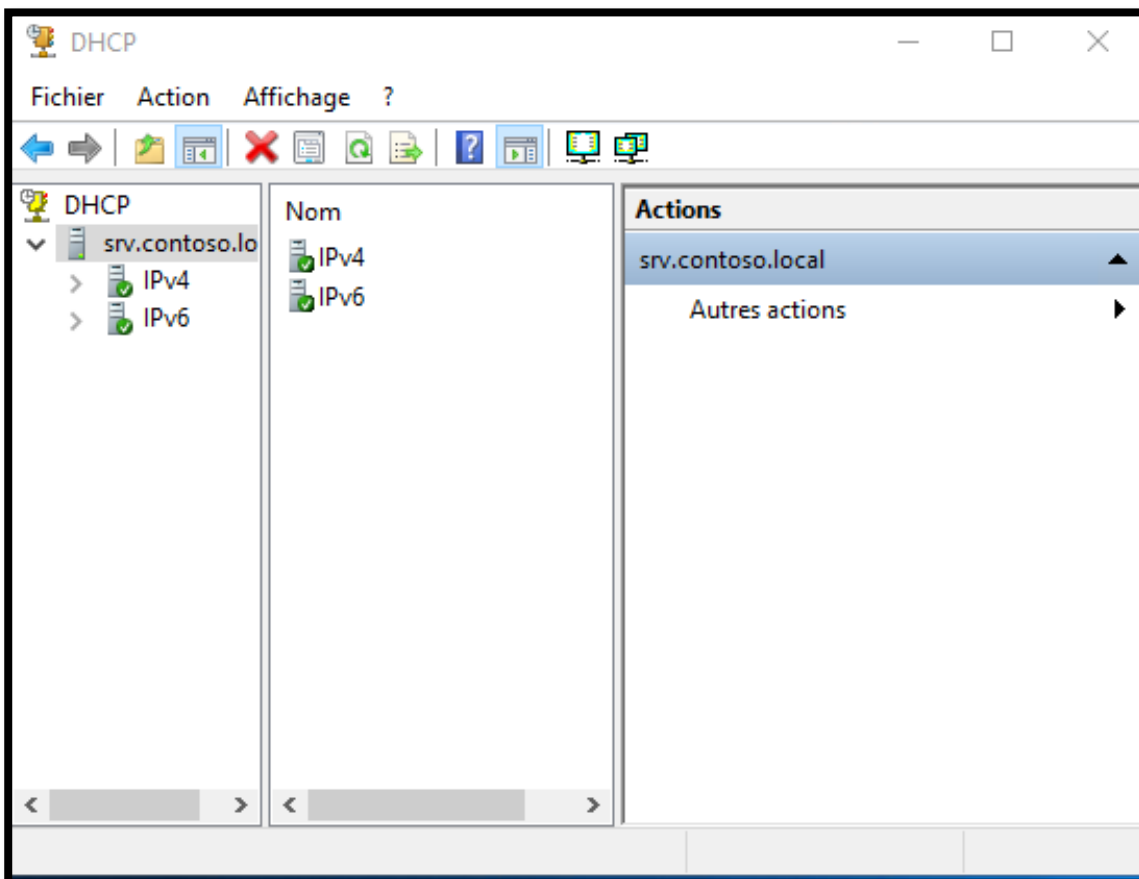 DHCP
Fichier Action Affichage ?
DHCP
srv.contoso.lo
IPv4
IPv6
Nom
IPv4
IPv6
Actions
srv.contoso.local
Autres actions